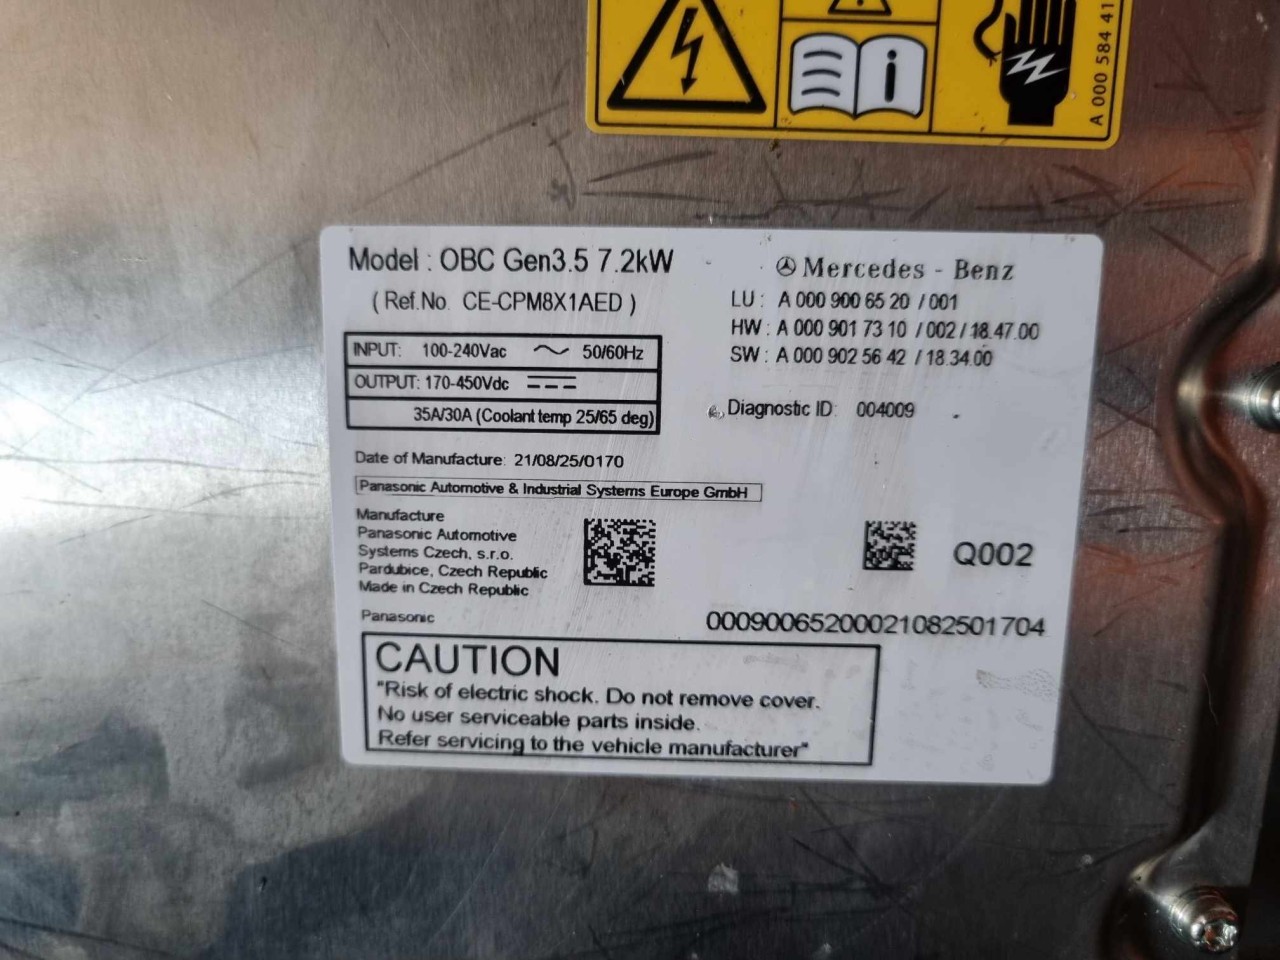 A 000 584 41
Model : OBC Gen3.5 7.2kW
( Ref.No. CE-CPM8X1AED )
INPUT: 100-240Vac 50/60Hz
OUTPUT: 170-450Vdc
35A/30A (Coolant temp 25/65 deg)
Mercedes - Benz
LU : A 000 900 65 20 / 001
HW : A 000 901 73 10 / 002 / 18.47.00
SW : A 000 902 56 42 / 18.34.00
Diagnostic ID: 004009
Date of Manufacture: 21/08/25/0170
Panasonic Automotive & Industrial Systems Europe GmbH
Manufacture
Panasonic Automotive
Systems Czech, s.r.o.
Pardubice, Czech Republic
Made in Czech Republic
Q002
Panasonic
00090065200021082501704
CAUTION
"Risk of electric shock. Do not remove cover.
No user serviceable parts inside.
Refer servicing to the vehicle manufacturer"